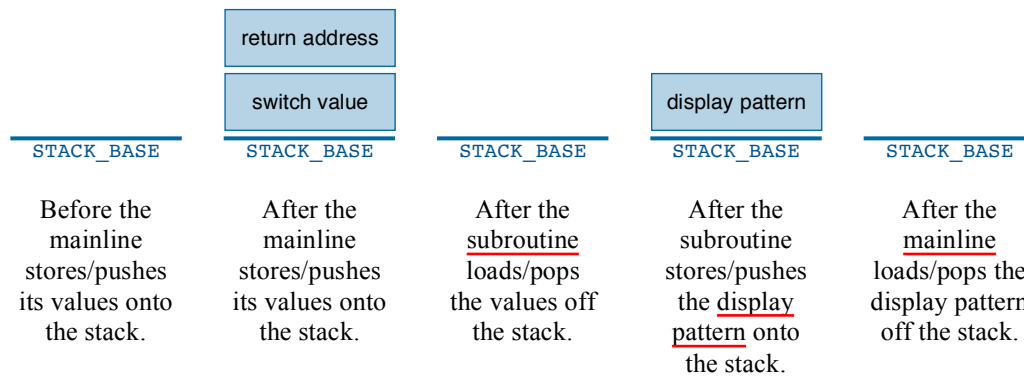 return address
switch value
display pattern
STACK_BASE
STACK_BASE
STACK_BASE
STACK_BASE
STACK_BASE
Before the
mainline
stores/pushes
its values onto
the stack.
After the
mainline
stores/pushes
its values onto
the stack.
After the
subroutine
loads/pops
the values off
the stack.
After the
subroutine
stores/pushes
the display
pattern onto
the stack.
After the
mainline
loads/pops the
display pattern
off the stack.